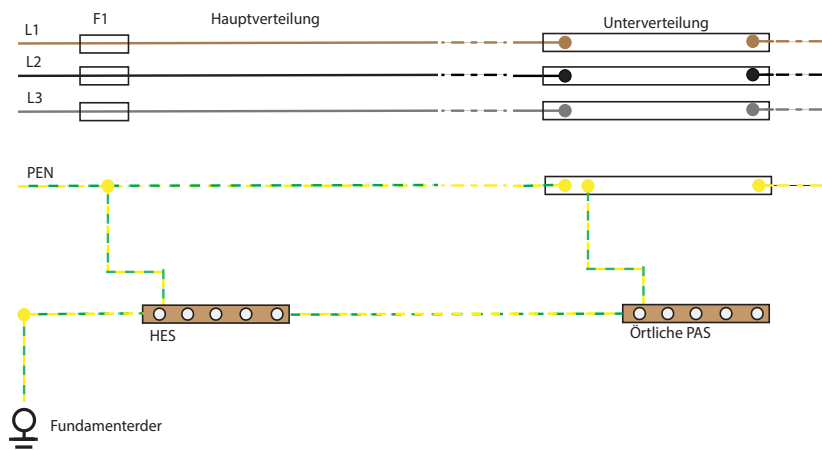 F1
Hauptverteilung
Unterverteilung
L1
L2
L3
PEN
HES
Örtliche PAS
Fundamenterder